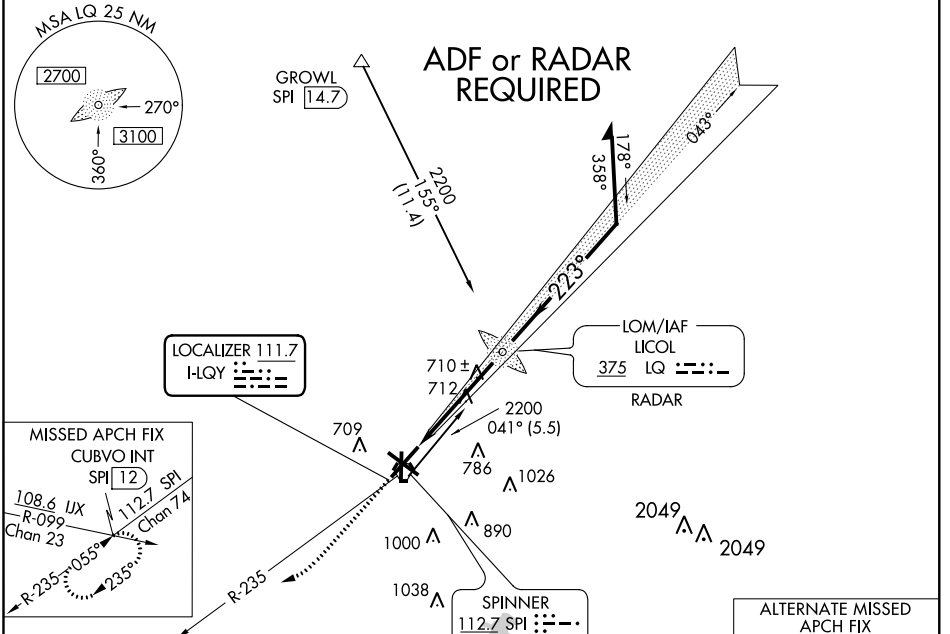 MSA LQ 25 NM
2700
270°
3100
360°
GROWL
SPI 14.7
ADF or RADAR
REQUIRED
2200
155°
(11.4)
178°
358°
043°
223°
LOM/IAF
LICOL
375 LQ
RADAR
LOCALIZER 111.7
I-LQY
710 ±
712
2200
041° (5.5)
709
786
1026
890
1000
1038
2049
2049
MISSED APCH FIX
CUBVO INT
SPI 12
108.6 IJX
R-099
Chan 23
112.7 SPI
Chan 74
R-235
055°
235°
R-235
SPINNER
112.7 SPI
ALTERNATE MISSED
APCH FIX